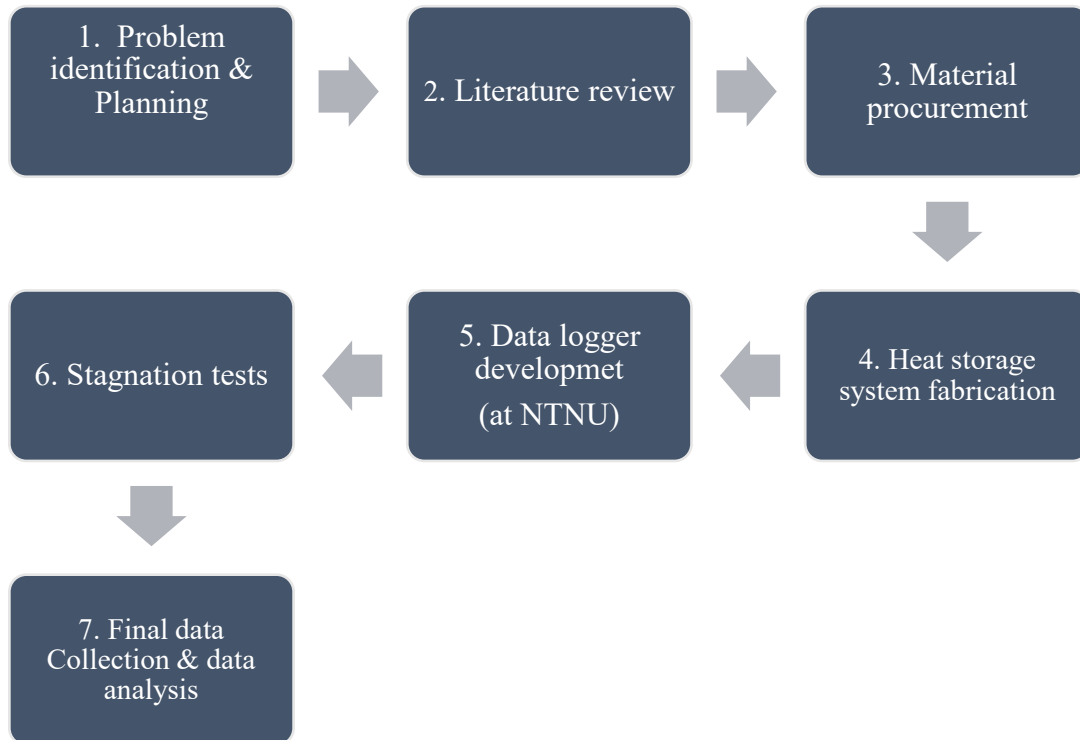 1. Problem
identification &
Planning
2. Literature review
3. Material
procurement
4. Heat storage
system fabrication
5. Data logger
developmet
(at NTNU)
6. Stagnation tests
7. Final data
Collection & data
analysis